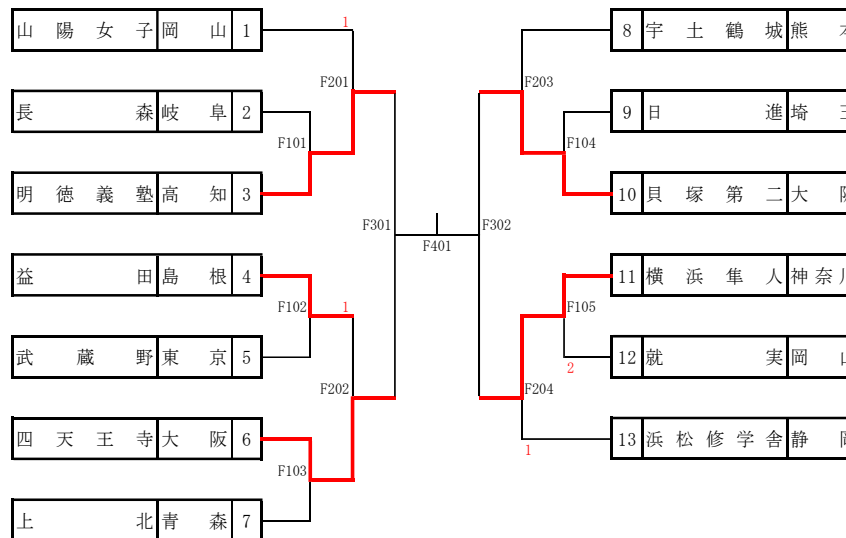 山陽女子 岡山 1
1
F201
長森 岐阜 2
F101
明徳義塾 高知 3
F301
益田 島根 4
F102
1
武蔵野 東京 5
F202
四天王寺 大阪 6
F103
上北 青森 7
F401
8 宇土鶴城 熊
F203
9 日進 埼
F104
10 貝塚第二 大
F302
11 横浜隼人 神奈
F105
12 就実 岡
2
F204
13 浜松修学舎 静
1